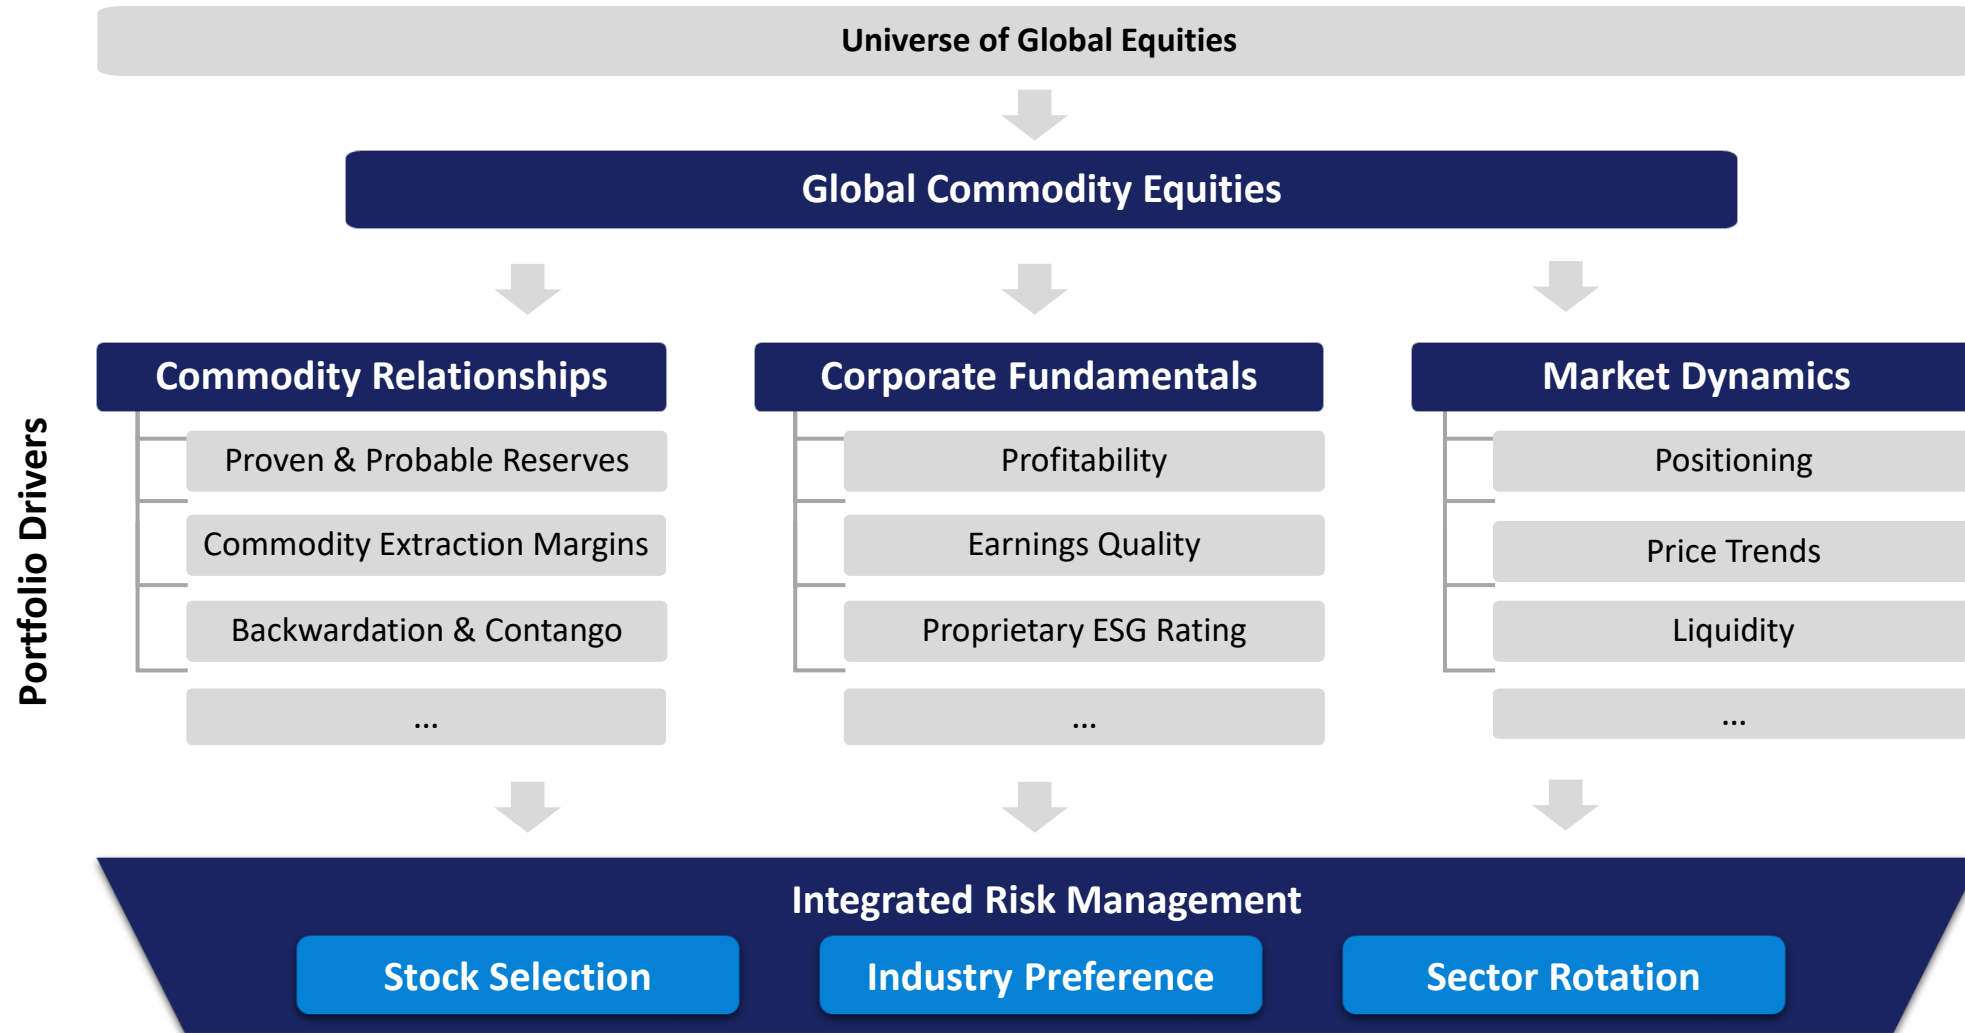 Universe of Global Equities
Global Commodity Equities
Portfolio Drivers
Commodity Relationships
Proven & Probable Reserves
Commodity Extraction Margins
Backwardation & Contango
...
Corporate Fundamentals
Profitability
Earnings Quality
Proprietary ESG Rating
...
Market Dynamics
Positioning
Price Trends
Liquidity
...
Integrated Risk Management
Stock Selection
Industry Preference
Sector Rotation